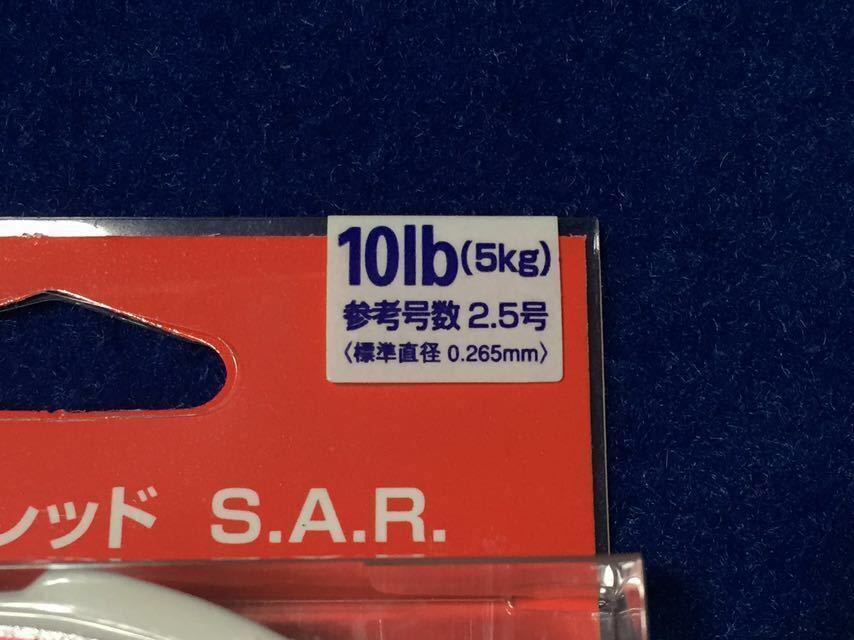 10lb(5kg)
参考号数 2.5号
〈標準直径 0.265mm〉
レッド S.A.R.